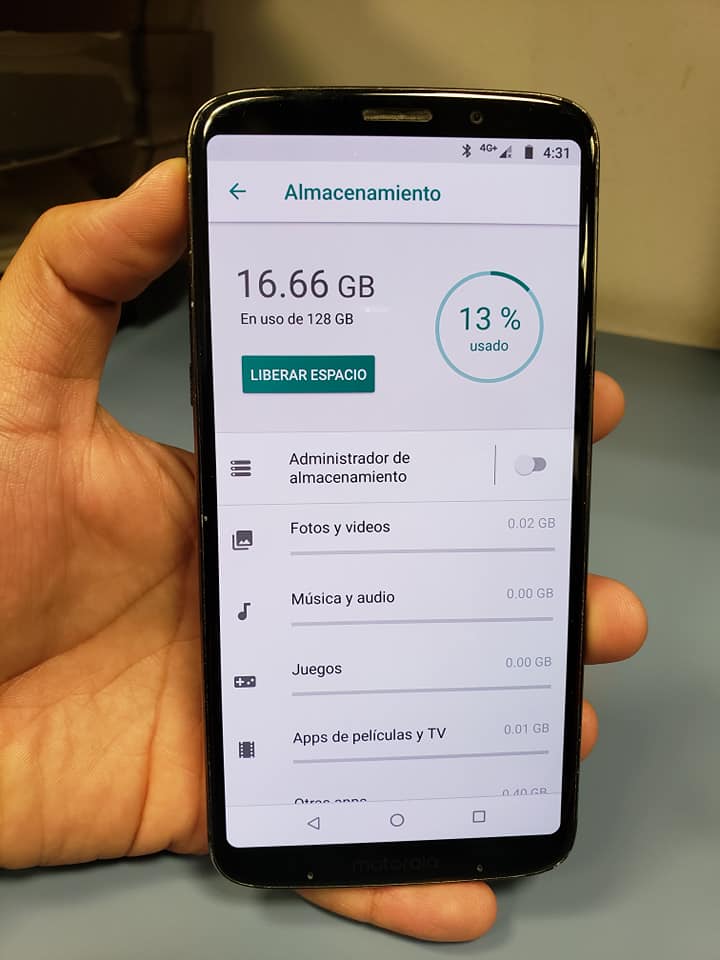 4G+ 4:31
Almacenamiento
16.66 GB
En uso de 128 GB
13 %
usado
LIBERAR ESPACIO
Administrador de
almacenamiento
Fotos y videos 0.02 GB
Música y audio 0.00 GB
Juegos 0.00 GB
Apps de películas y TV 0.01 GB
Otras apps 0.40 GB
motorola